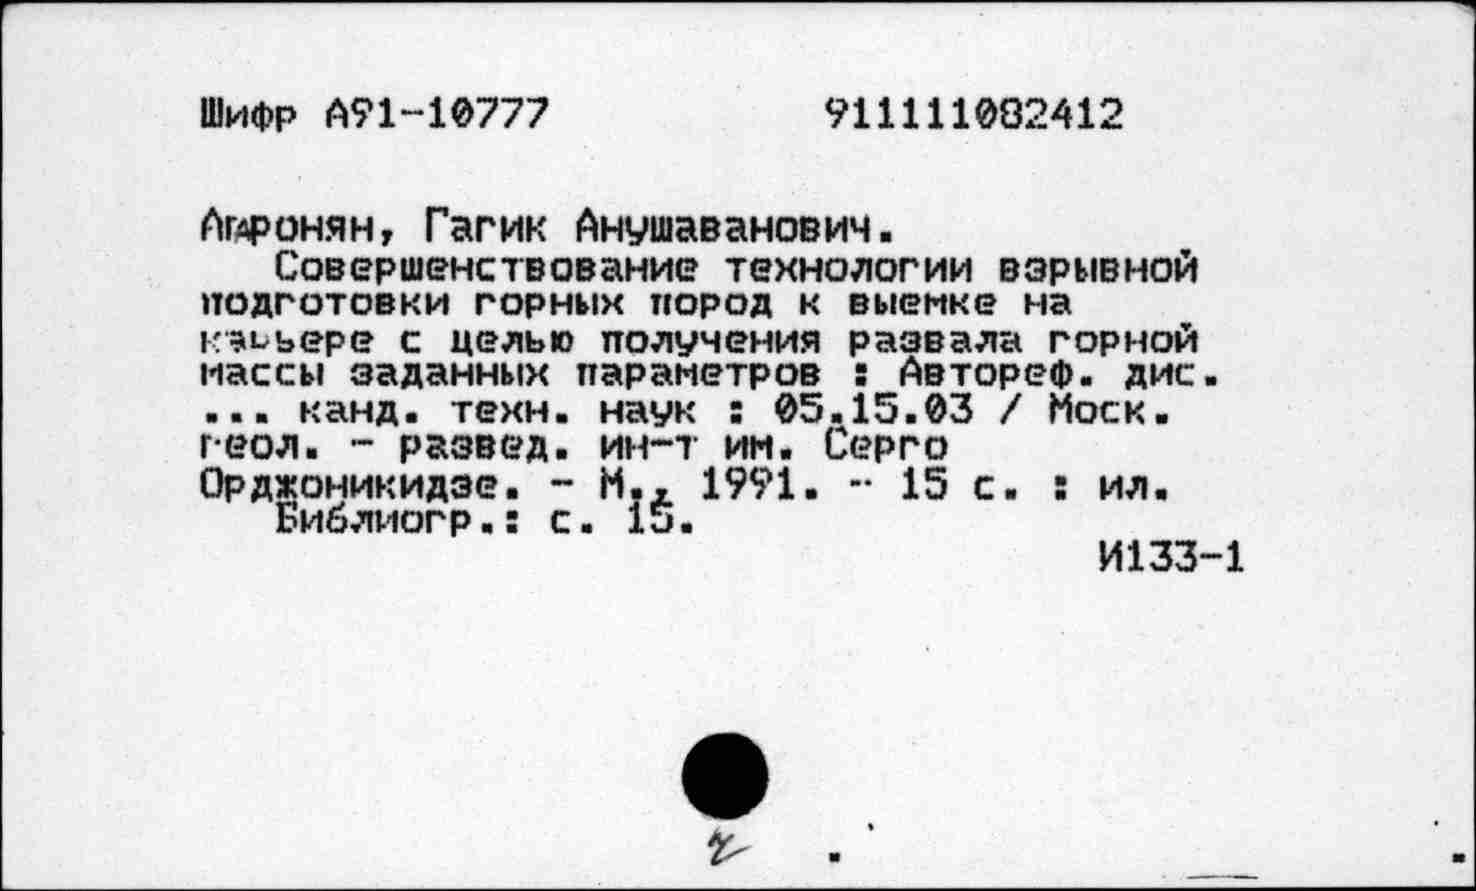 Шифр А91-10777 911111082412
Гагик Анушаванович.
Совершенствование технологии взрывной
подготовки горных пород к выемке на
карьере с целью получения развала горной
массы заданных параметров : Автореф. дис.
... канд. техн. наук : 05.15.03 / Моск.
геол. - развед. ин-т им. Серго
Орджоникидзе. - М., 1991. - 15 с. : ил.
Библиогр.: с. 15.
И133-1